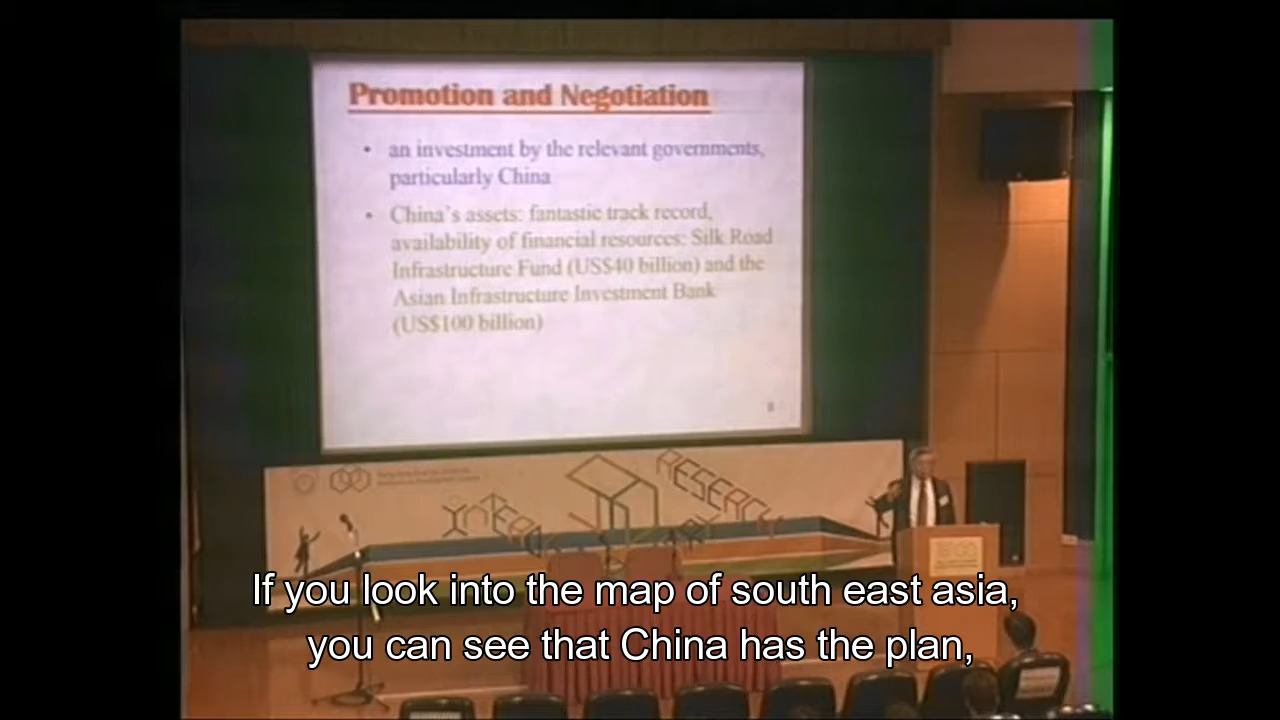 Promotion and Negotiation
• an investment by the relevant governments,
particularly China
• China's assets: fantastic track record,
availability of financial resources: Silk Road
Infrastructure Fund (US$40 billion) and the
Asian Infrastructure Investment Bank
(US$100 billion)
8
RESEARCH
If you look into the map of south east asia,
you can see that China has the plan,